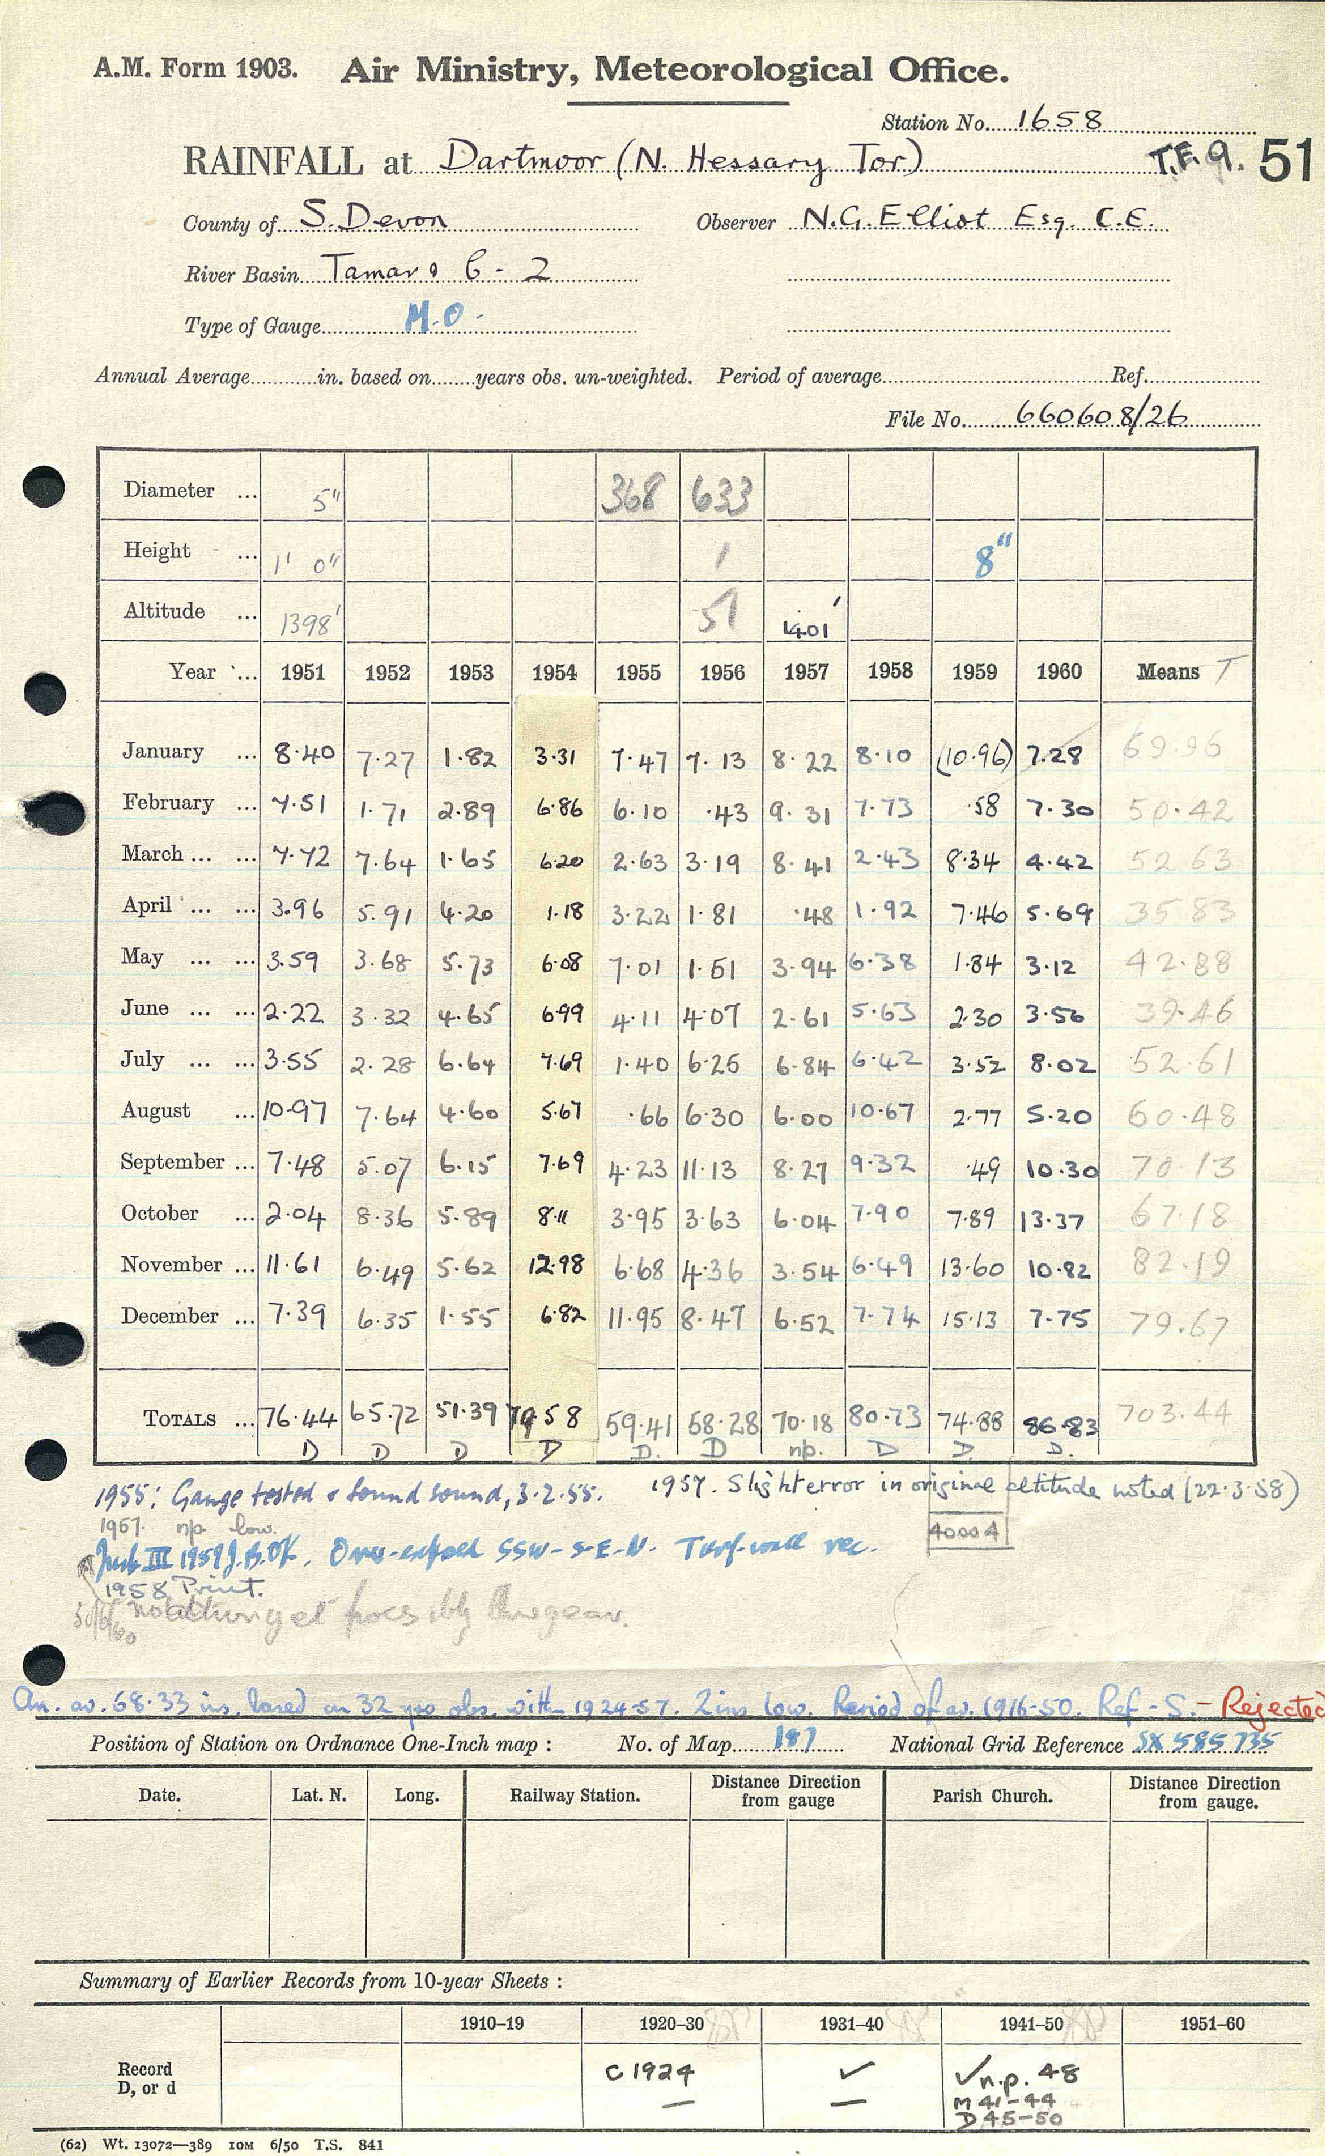 A.M. Form 1903. Air Ministry, Meteorological Office.
Station No. 1658
RAINFALL at Dartmoor (N. Hessary Tor) T.F.9. 51
County of S. Devon Observer N.G. Elliot Esq. C.E.
River Basin Tamar 6-2
Type of Gauge M.O.
Annual Average in. based on years obs. un-weighted. Period of average Ref.
File No. 660608/26
Diameter ... 5" 368 633
Height ... 1' 0" 1 8"
Altitude ... 1398' 51 1401'
Year ... 1951 1952 1953 1954 1955 1956 1957 1958 1959 1960 Means T
January ... 8.40 7.27 1.82 3.31 7.47 7.13 8.22 8.10 (10.96) 7.28 69.96
February ... 7.51 1.71 2.89 6.86 6.10 .43 9.31 7.73 .58 7.30 50.42
March ... ... 7.72 7.64 1.65 6.20 2.63 3.19 8.41 2.43 8.34 4.42 52.63
April ... ... 3.96 5.91 4.20 1.18 3.22 1.81 .48 1.92 7.46 5.69 35.83
May ... ... 3.59 3.68 5.73 6.08 7.01 1.51 3.94 6.38 1.84 3.12 42.88
June ... ... 2.22 3.32 4.65 6.99 4.11 4.07 2.61 5.63 2.30 3.56 39.46
July ... ... 3.55 2.28 6.64 7.69 1.40 6.25 6.84 6.42 3.52 8.02 52.61
August ... 10.97 7.64 4.60 5.67 .66 6.30 6.00 10.67 2.77 5.20 60.48
September ... 7.48 5.07 6.15 7.69 4.23 11.13 8.27 9.32 .49 10.30 70.13
October ... 2.04 8.36 5.89 8.11 3.95 3.63 6.04 7.90 7.89 13.37 67.18
November ... 11.61 6.49 5.62 12.98 6.68 4.36 3.54 6.49 13.60 10.82 82.19
December ... 7.39 6.35 1.55 6.82 11.95 8.47 6.52 7.74 15.13 7.75 79.67
TOTALS ... 76.44 65.72 51.39 79.58 59.41 58.28 70.18 80.73 74.88 86.83 703.44
D D D D D. D np. D D. D.
1955: Gauge tested & found sound, 3.2.55. 1957. Slight error in original altitude noted (22.3.58)
1957. np low. 40004
III 1959 Over-exposed SSW-S-E-N. Turf-wall rec.
1958 Print.
possibly
An. av. 68.33 ins. based on 32 yrs obs. with 1924-57. 2ins low. Period of av. 1916-50. Ref - S. - Rejected
Position of Station on Ordnance One-Inch map : No. of Map 187 National Grid Reference SX 585 735
Date. Lat. N. Long. Railway Station. Distance Direction from gauge Parish Church. Distance Direction from gauge.
Summary of Earlier Records from 10-year Sheets :
1910-19 1920-30 1931-40 1941-50 1951-60
Record C 1924 ✓ ✓ n.p. 48
D, or d — — M 41-44
D 45-50
(62) Wt. 13072—389 10M 6/50 T.S. 841